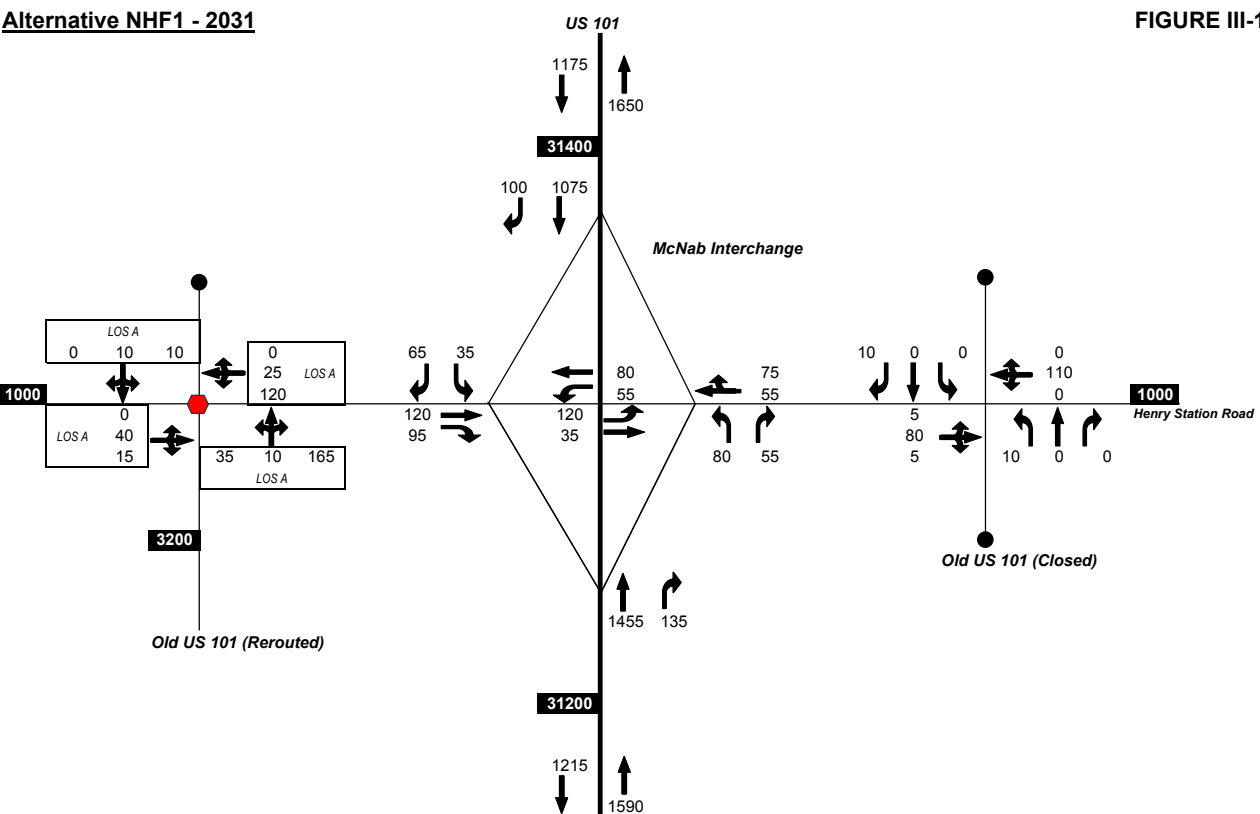 Alternative NHF1 - 2031
FIGURE III-1
US 101
1175
1650
31400
100 1075
McNab Interchange
LOS A
0 10 10
0
25 LOS A
120
65 35
80
55
75
55
10 0 0
0
110
0
1000
1000
Henry Station Road
0
LOS A 40
15
120
95
120
35
5
80
5
35 10 165
LOS A
80 55
10 0 0
3200
Old US 101 (Closed)
Old US 101 (Rerouted)
1455 135
31200
1215
1590